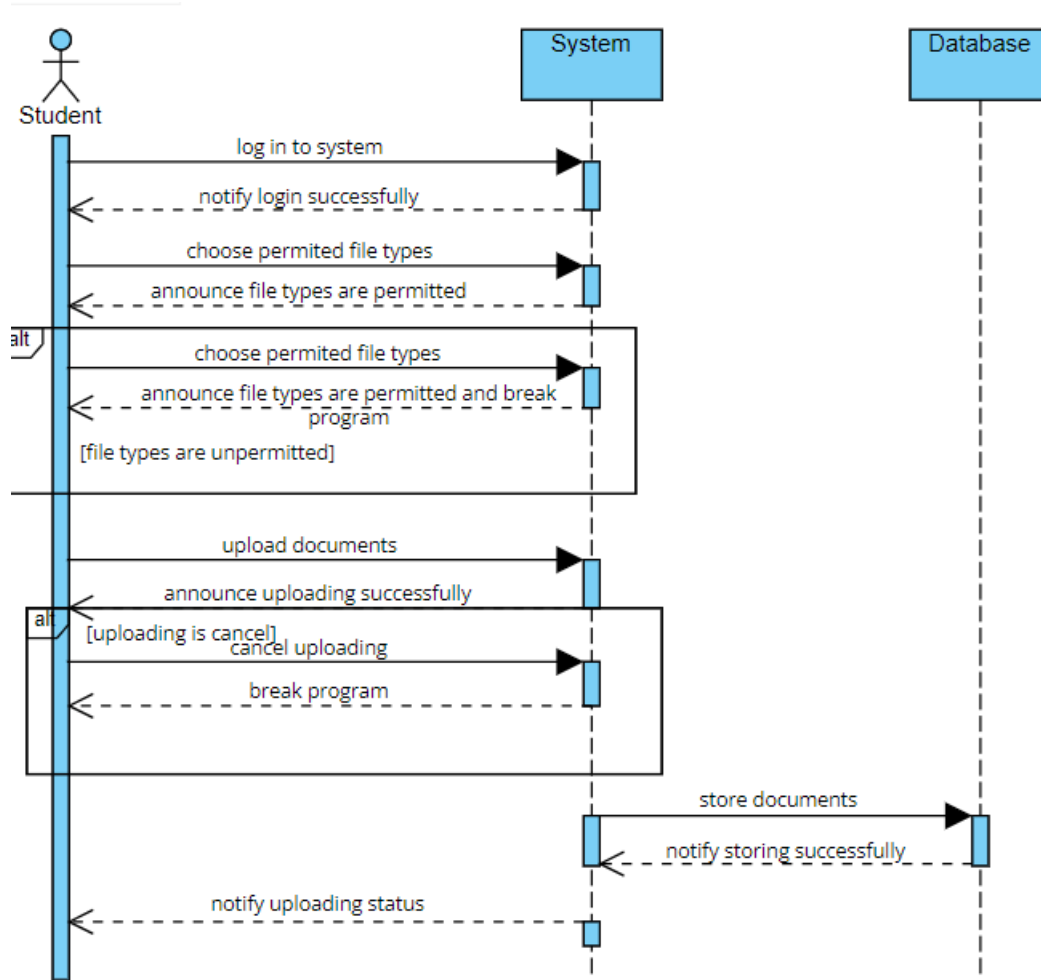 System
Database
Student
log in to system
notify login successfully
choose permited file types
announce file types are permitted
alt
choose permited file types
announce file types are permitted and break
program
[file types are unpermitted]
upload documents
announce uploading successfully
alt
[uploading is cancel]
cancel uploading
break program
store documents
notify storing successfully
notify uploading status